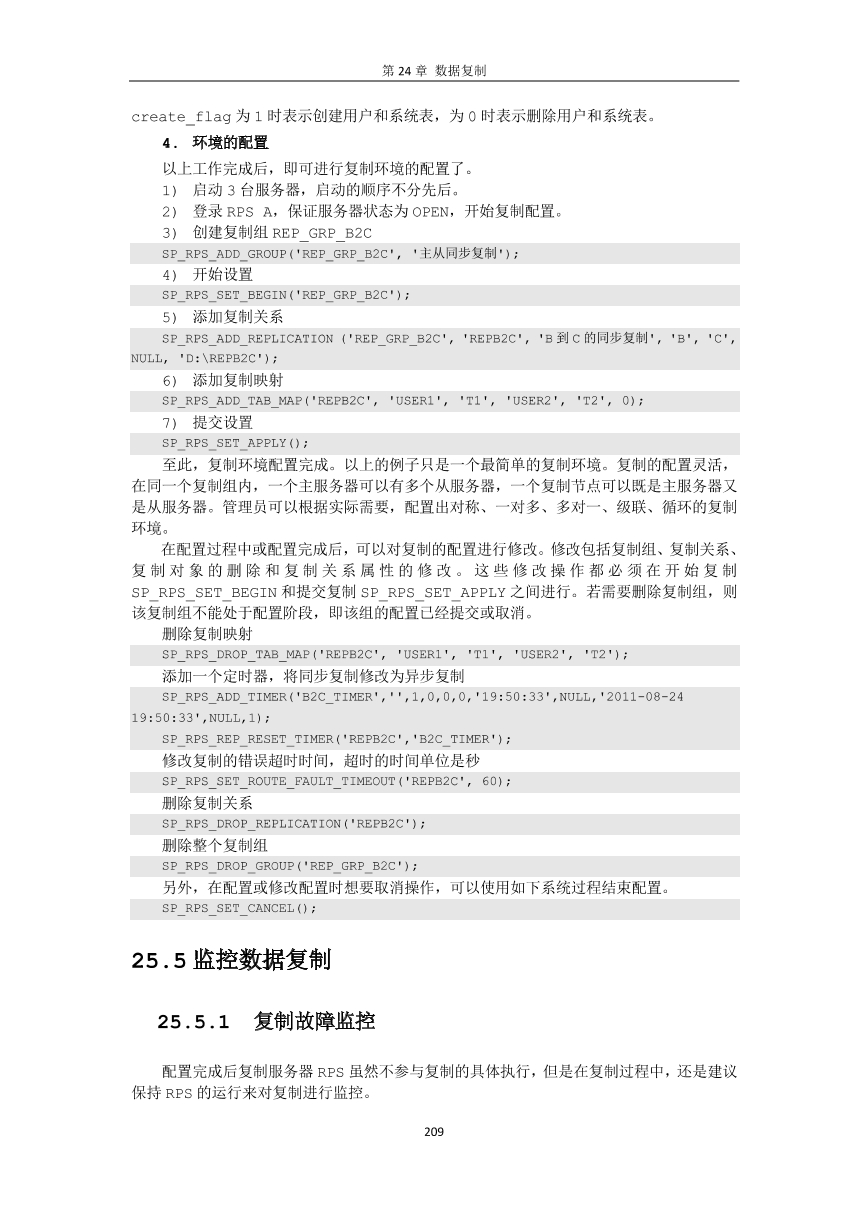 第 24 章 数据复制
create_flag 为 1 时表示创建用户和系统表，为 0 时表示删除用户和系统表。
4. 环境的配置
以上工作完成后，即可进行复制环境的配置了。
1) 启动 3 台服务器，启动的顺序不分先后。
2) 登录 RPS A，保证服务器状态为 OPEN，开始复制配置。
3) 创建复制组 REP_GRP_B2C
SP_RPS_ADD_GROUP('REP_GRP_B2C', '主从同步复制');
4) 开始设置
SP_RPS_SET_BEGIN('REP_GRP_B2C');
5) 添加复制关系
SP_RPS_ADD_REPLICATION ('REP_GRP_B2C', 'REPB2C', 'B 到 C 的同步复制', 'B', 'C',
NULL, 'D:\REPB2C');
6) 添加复制映射
SP_RPS_ADD_TAB_MAP('REPB2C', 'USER1', 'T1', 'USER2', 'T2', 0);
7) 提交设置
SP_RPS_SET_APPLY();
至此，复制环境配置完成。以上的例子只是一个最简单的复制环境。复制的配置灵活，
在同一个复制组内，一个主服务器可以有多个从服务器，一个复制节点可以既是主服务器又
是从服务器。管理员可以根据实际需要，配置出对称、一对多、多对一、级联、循环的复制
环境。
在配置过程中或配置完成后，可以对复制的配置进行修改。修改包括复制组、复制关系、
复制对象的删除和复制关系属性的修改。这些修改操作都必须在开始复制
SP_RPS_SET_BEGIN 和提交复制 SP_RPS_SET_APPLY 之间进行。若需要删除复制组，则
该复制组不能处于配置阶段，即该组的配置已经提交或取消。
删除复制映射
SP_RPS_DROP_TAB_MAP('REPB2C', 'USER1', 'T1', 'USER2', 'T2');
添加一个定时器，将同步复制修改为异步复制
SP_RPS_ADD_TIMER('B2C_TIMER','',1,0,0,0,'19:50:33',NULL,'2011-08-24
19:50:33',NULL,1);
SP_RPS_REP_RESET_TIMER('REPB2C','B2C_TIMER');
修改复制的错误超时时间，超时的时间单位是秒
SP_RPS_SET_ROUTE_FAULT_TIMEOUT('REPB2C', 60);
删除复制关系
SP_RPS_DROP_REPLICATION('REPB2C');
删除整个复制组
SP_RPS_DROP_GROUP('REP_GRP_B2C');
另外，在配置或修改配置时想要取消操作，可以使用如下系统过程结束配置。
SP_RPS_SET_CANCEL();
25.5 监控数据复制
25.5.1 复制故障监控
配置完成后复制服务器 RPS 虽然不参与复制的具体执行，但是在复制过程中，还是建议
保持 RPS 的运行来对复制进行监控。
209